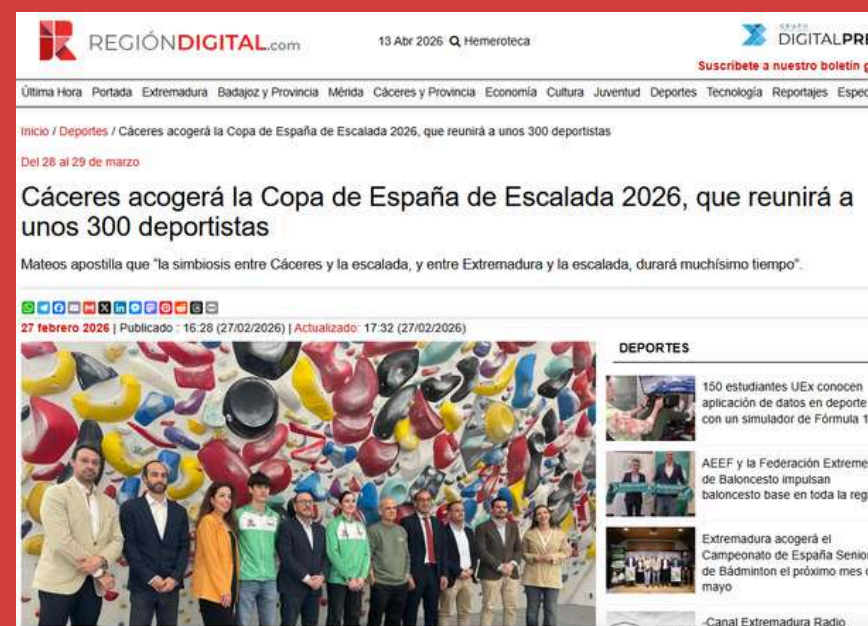 REGIÓNDIGITAL.com
13 Abr 2026 Hemeroteca
GRUPO
DIGITALPRE
Suscríbete a nuestro boletín g
Última Hora Portada Extremadura Badajoz y Provincia Mérida Cáceres y Provincia Economía Cultura Juventud Deportes Tecnología Reportajes Espec
Inicio / Deportes / Cáceres acogerá la Copa de España de Escalada 2026, que reunirá a unos 300 deportistas
Del 28 al 29 de marzo
Cáceres acogerá la Copa de España de Escalada 2026, que reunirá a
unos 300 deportistas
Mateos apostilla que "la simbiosis entre Cáceres y la escalada, y entre Extremadura y la escalada, durará muchísimo tiempo".
27 febrero 2026 | Publicado : 16:28 (27/02/2026) | Actualizado: 17:32 (27/02/2026)
DEPORTES
150 estudiantes UEx conocen
aplicación de datos en deporte
con un simulador de Fórmula 1
AEEF y la Federación Extreme
de Baloncesto impulsan
baloncesto base en toda la reg
Extremadura acogerá el
Campeonato de España Senio
de Bádminton el próximo mes d
mayo
-Canal Extremadura Radio